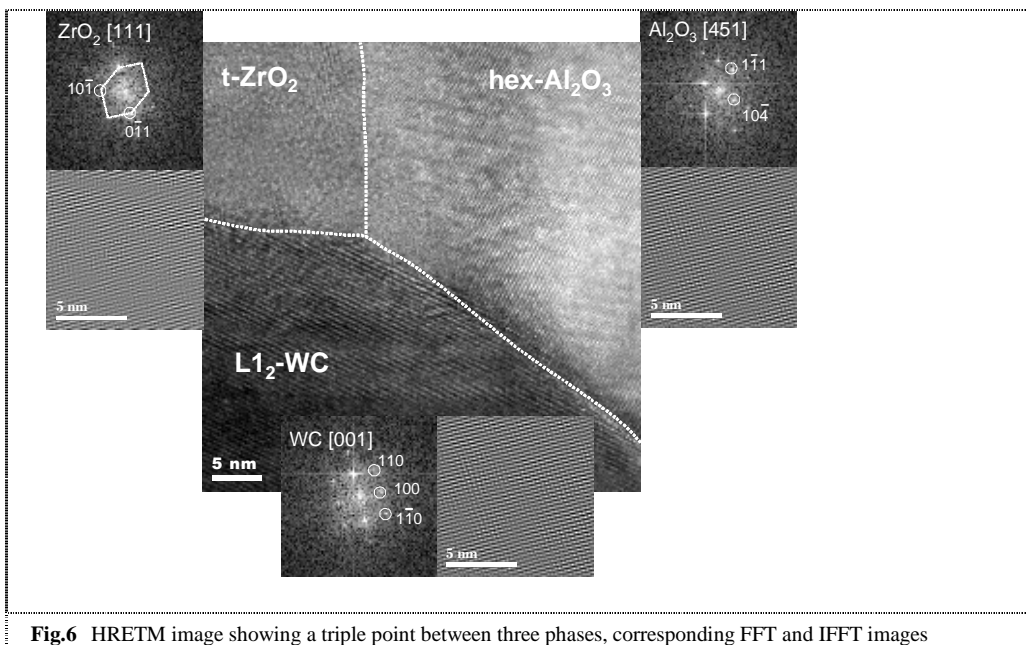 ZrO₂ [111]
101̅
01̅1
5 nm
t-ZrO₂
hex-Al₂O₃
L1₂-WC
5 nm
Al₂O₃ [451]
11̅1
104̅
5 nm
WC [001]
110
100
11̅0
5 nm
Fig.6 HRETM image showing a triple point between three phases, corresponding FFT and IFFT images